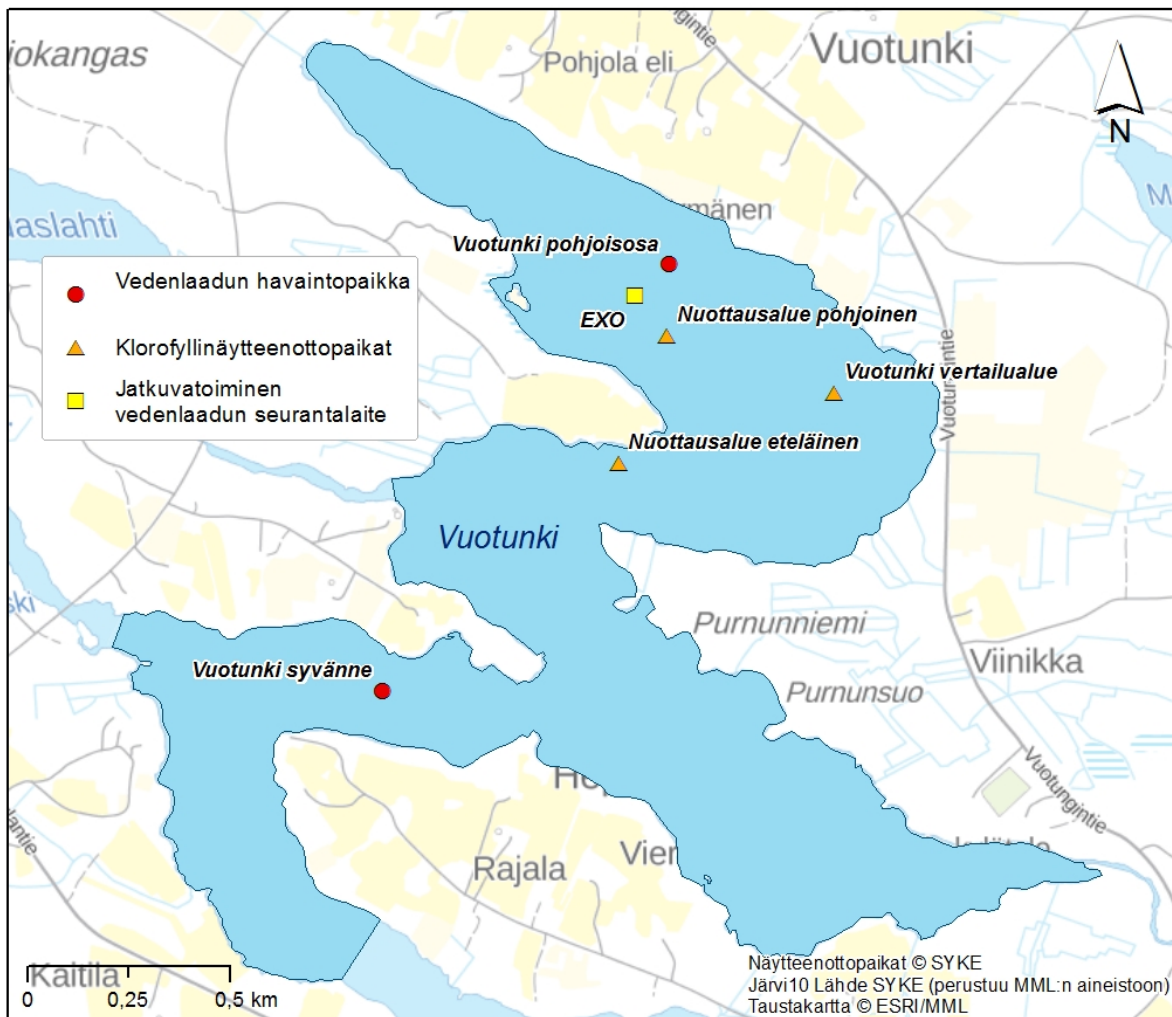 Vuotunki
Pohjola eli
N
Vuotunki pohjoisosa
Vedenlaadun havaintopaikka
Klorofyllinäytteenottopaikat
Jatkuvatoiminen
vedenlaadun seurantalaite
EXO
Nuottausalue pohjoinen
Vuotunki vertailualue
Nuottausalue eteläinen
Vuotunki
Purnunniemi
Viinikka
Purnunsuo
Vuotunki syvänne
Vuotungintie
Rajala
Kaitila
0 0,25 0,5 km
Näytteenottopaikat © SYKE
Järvi10 Lähde SYKE (perustuu MML:n aineistoon)
Taustakartta © ESRI/MML